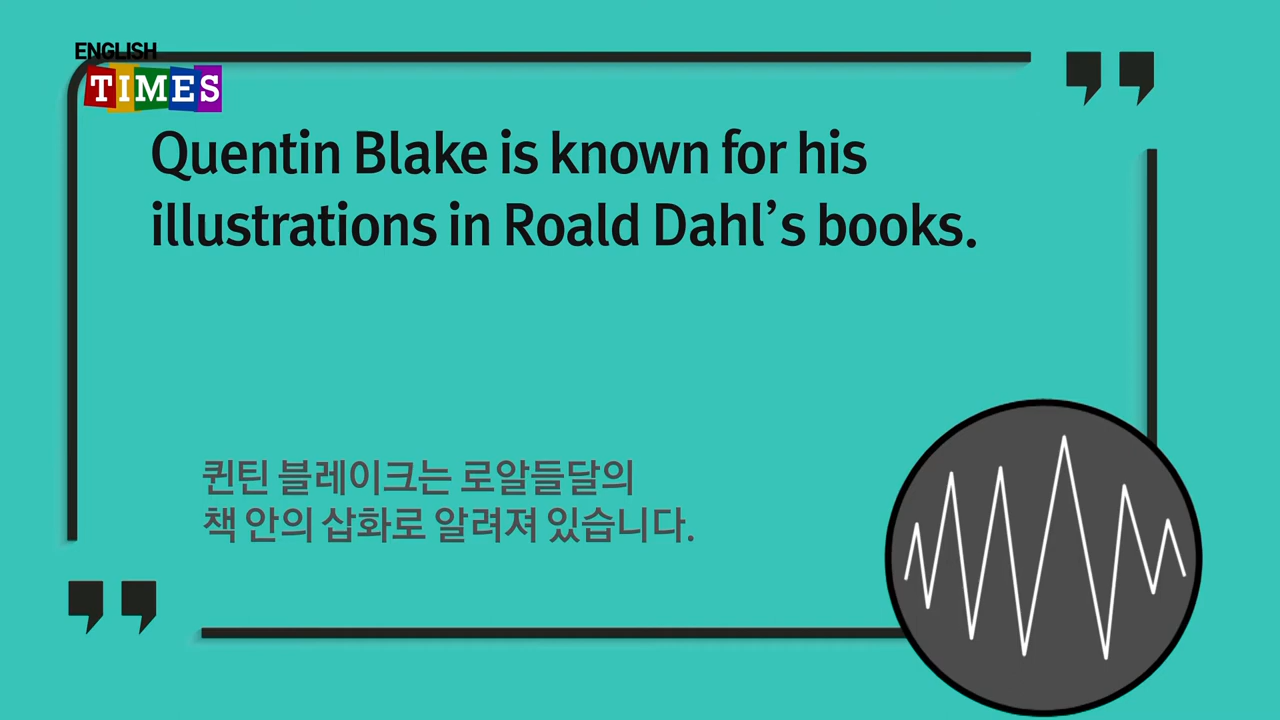 ENGLISH
TIMES
Quentin Blake is known for his
illustrations in Roald Dahl’s books.
퀸틴 블레이크는 로알들달의
책 안의 삽화로 알려져 있습니다.